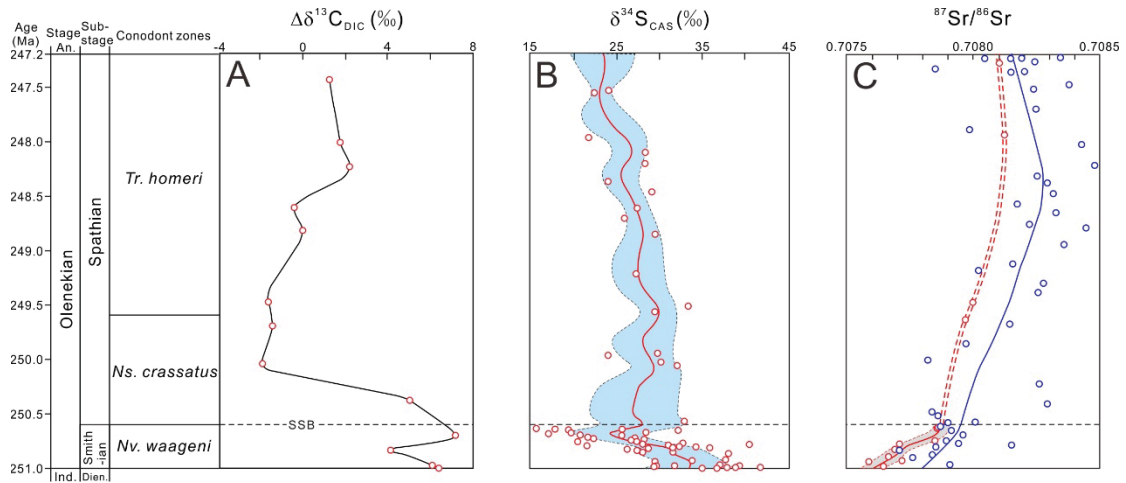 Age (Ma)
Stage
An.
Sub-stage
Conodont zones
Δδ¹³C_DIC (‰)
-4 0 4 8
δ³⁴S_CAS (‰)
15 25 35 45
⁸⁷Sr/⁸⁶Sr
0.7075 0.7080 0.7085
A
B
C
247.2
247.5
248.0
248.5
249.0
249.5
250.0
250.5
251.0
Olenekian
Ind.
Spathian
Smith-ian
Dien.
Tr. homeri
Ns. crassatus
Nv. waageni
SSB